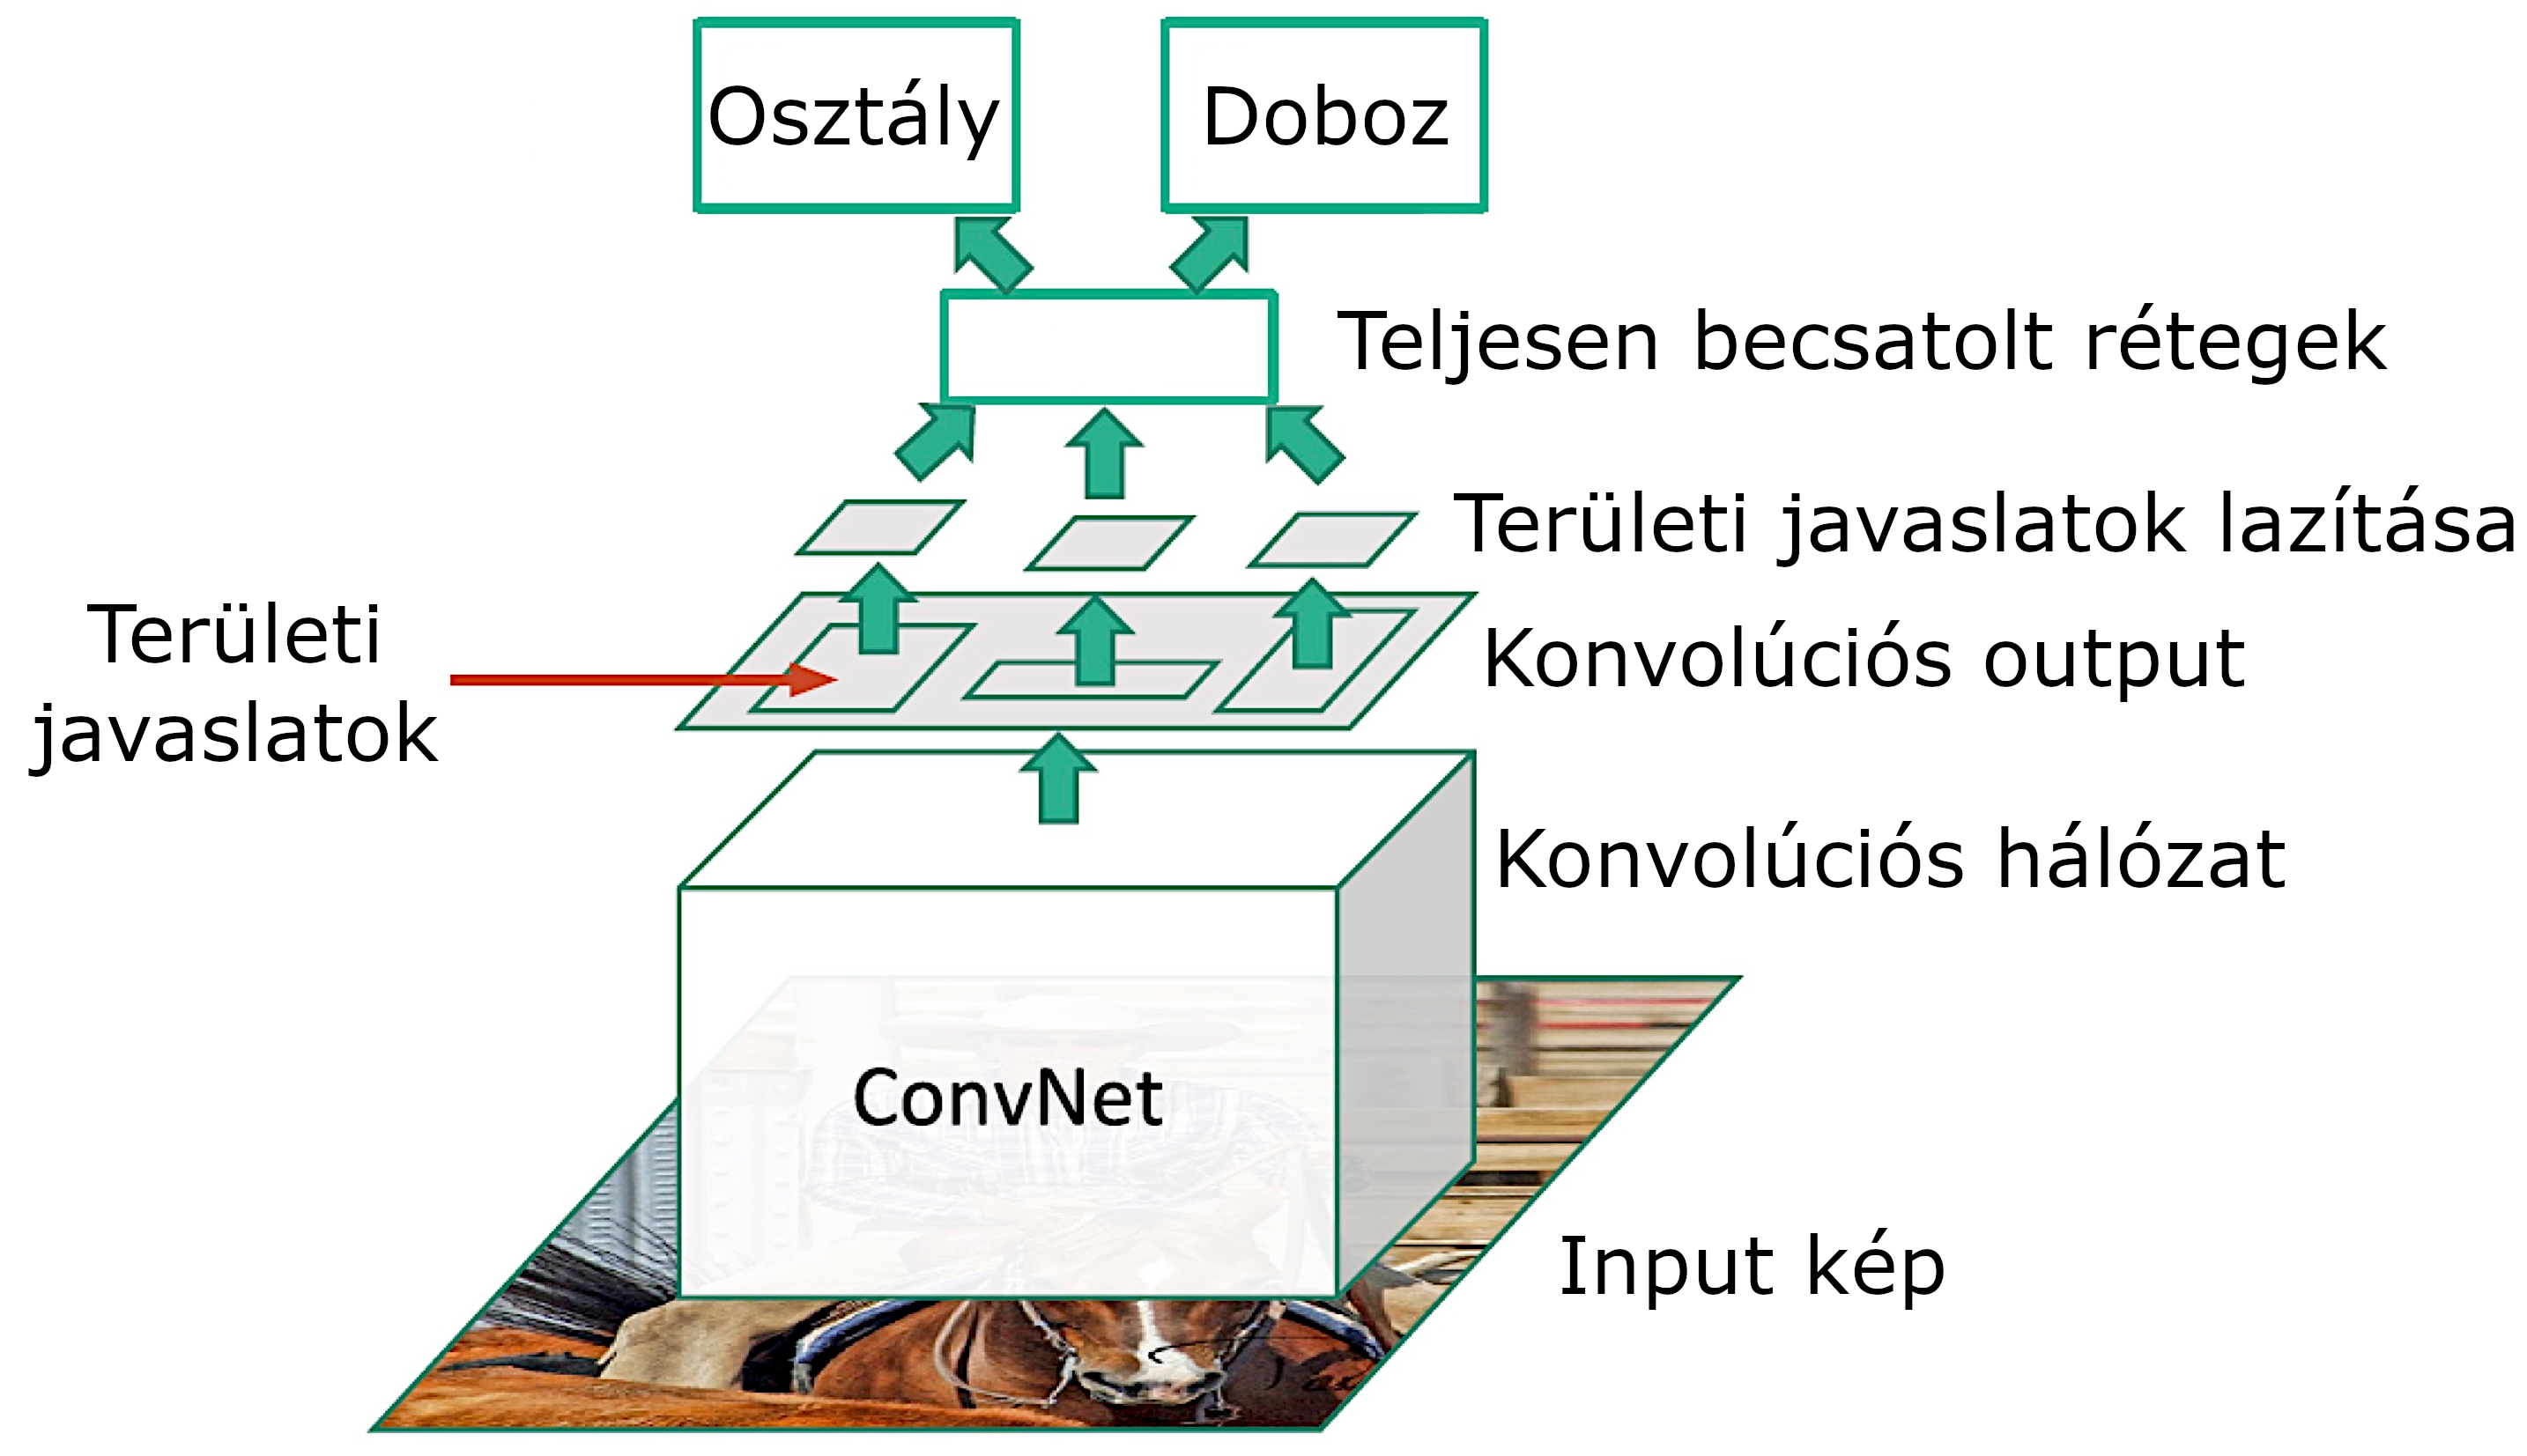 Osztály
Doboz
Teljesen becsatolt rétegek
Területi javaslatok lazítása
Területi
javaslatok
Konvolúciós output
Konvolúciós hálózat
ConvNet
Input kép